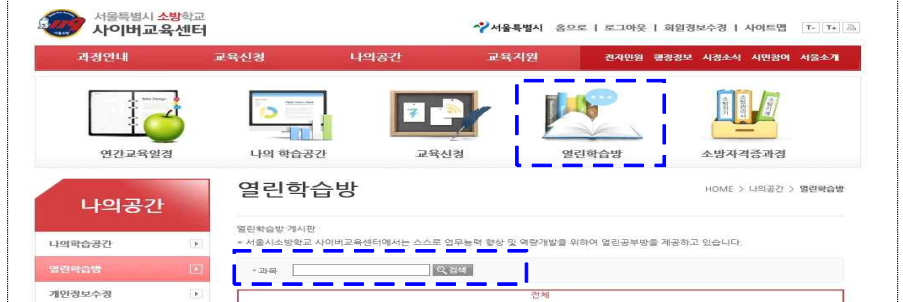 서울특별시 소방학교
사이버교육센터
서울특별시 홈으로 | 로그아웃 | 회원정보수정 | 사이트맵 T- T+
과정안내 교육신청 나의공간 교육지원 전자민원 행정정보 시정소식 시민참여 서울소개
연간교육일정 나의 학습공간 교육신청 열린학습방 소방자격증과정
나의공간
열린학습방
HOME > 나의공간 > 열린학습방
열린학습방 게시판
서울시소방학교 사이버교육센터에서는 스스로 업무능력 향상 및 역량개발을 위하여 열린공부방을 제공하고 있습니다.
나의학습공간
열린학습방
개인정보수정
과목 검색
전체